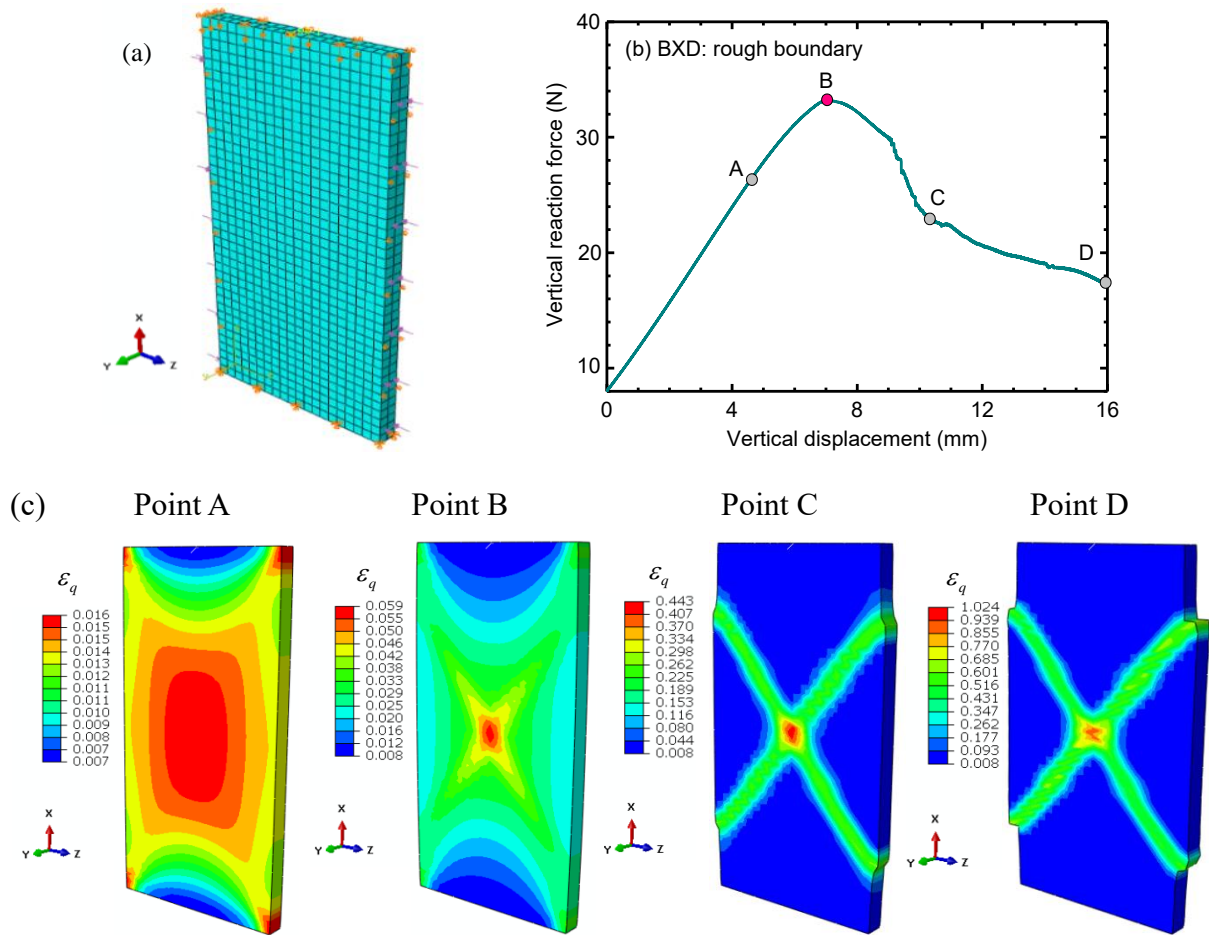 (a)
X
Y
Z
(b) BXD: rough boundary
Vertical reaction force (N)
40
30
20
10
A
B
C
D
0
4
8
12
16
Vertical displacement (mm)
(c)
Point A
Point B
Point C
Point D
εq
0.016
0.015
0.015
0.014
0.013
0.012
0.011
0.011
0.010
0.009
0.008
0.007
0.007
X
Y
Z
εq
0.059
0.055
0.050
0.046
0.042
0.038
0.033
0.029
0.025
0.020
0.016
0.012
0.008
X
Y
Z
εq
0.443
0.407
0.370
0.334
0.298
0.262
0.225
0.189
0.153
0.116
0.080
0.044
0.008
X
Y
Z
εq
1.024
0.939
0.855
0.770
0.685
0.601
0.516
0.431
0.347
0.262
0.177
0.093
0.008
X
Y
Z